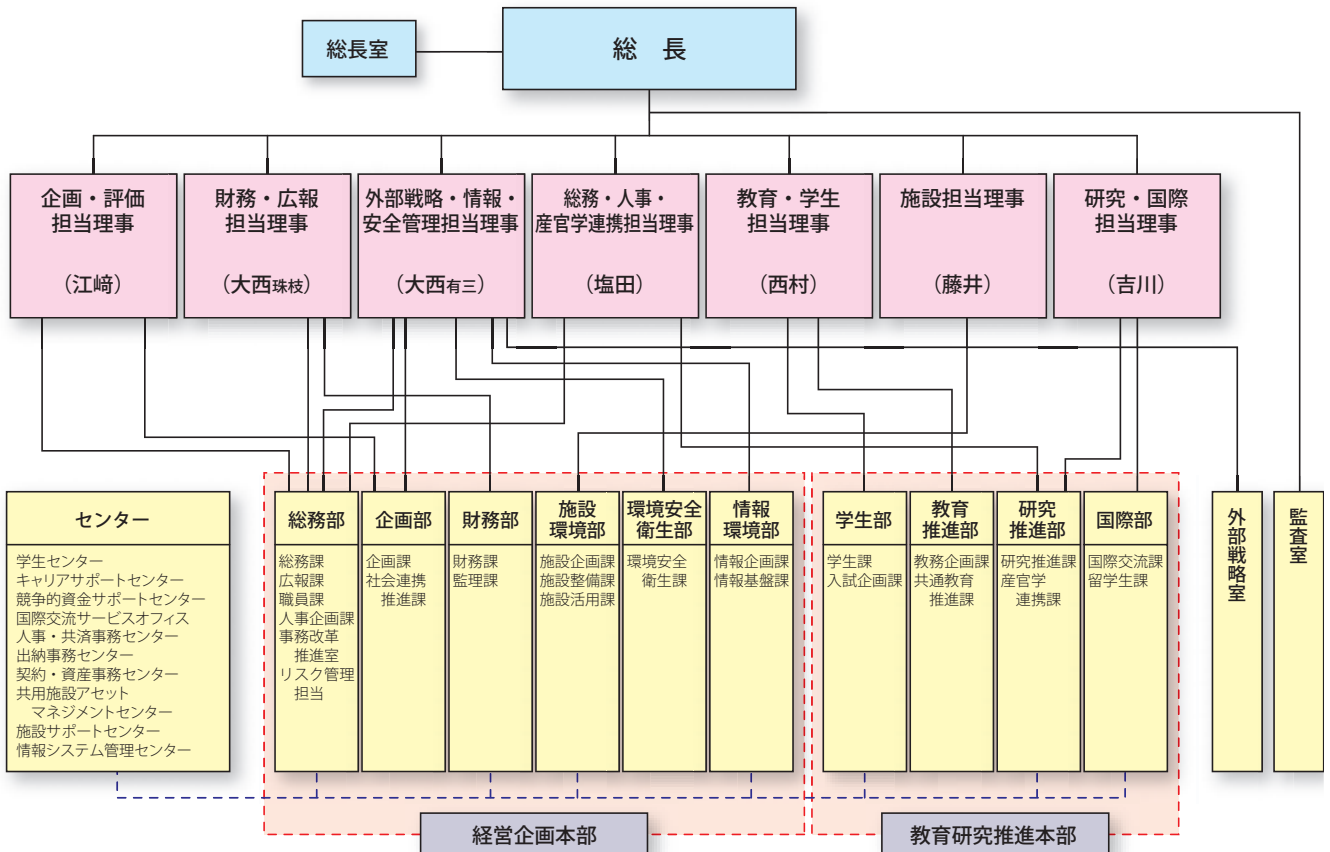 総長室
総　長
企画・評価
担当理事
（江﨑）
財務・広報
担当理事
（大西珠枝）
外部戦略・情報・
安全管理担当理事
（大西有三）
総務・人事・
産官学連携担当理事
（塩田）
教育・学生
担当理事
（西村）
施設担当理事
（藤井）
研究・国際
担当理事
（吉川）
センター
学生センター
キャリアサポートセンター
競争的資金サポートセンター
国際交流サービスオフィス
人事・共済事務センター
出納事務センター
契約・資産事務センター
共用施設アセット
マネジメントセンター
施設サポートセンター
情報システム管理センター
総務部
総務課
広報課
職員課
人事企画課
事務改革
推進室
リスク管理
担当
企画部
企画課
社会連携
推進課
財務部
財務課
監理課
施設
環境部
施設企画課
施設整備課
施設活用課
環境安全
衛生部
環境安全
衛生課
情報
環境部
情報企画課
情報基盤課
学生部
学生課
入試企画課
教育
推進部
教務企画課
共通教育
推進課
研究
推進部
研究推進課
産官学
連携課
国際部
国際交流課
留学生課
外部戦略室
監査室
経営企画本部
教育研究推進本部